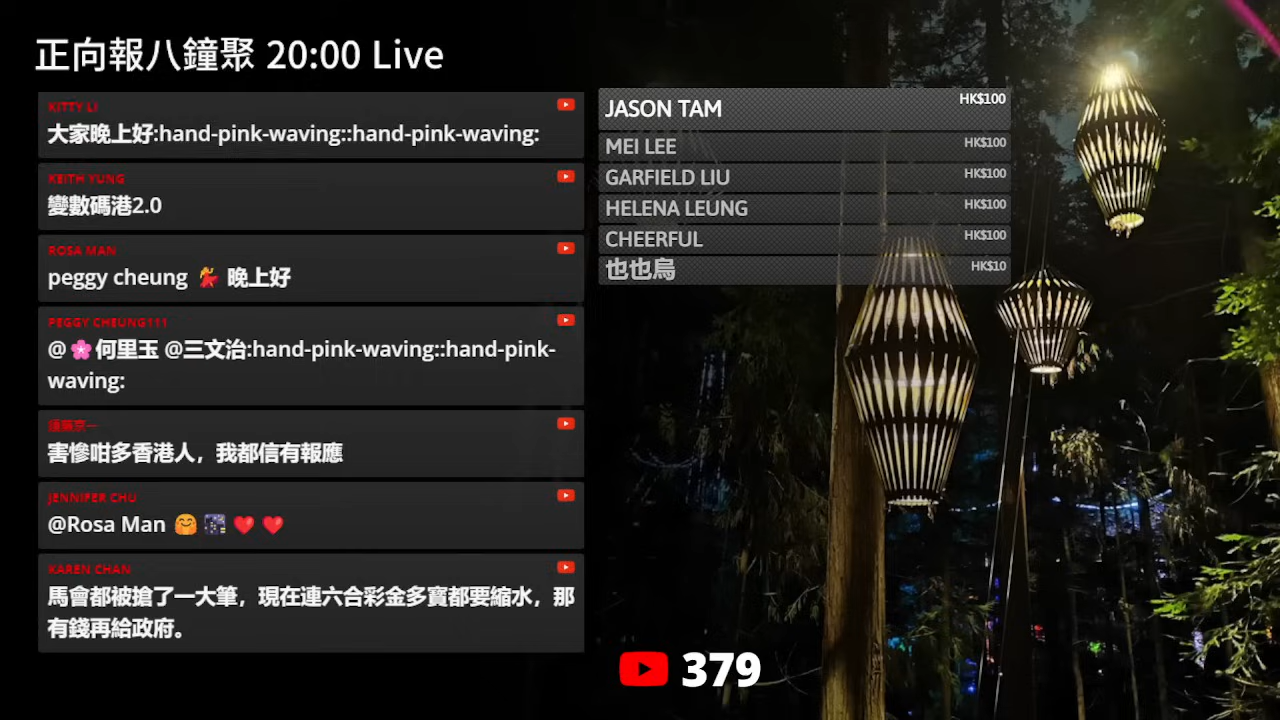 正向報八鐘聚 20:00 Live
KITTY LI
大家晚上好:hand-pink-waving::hand-pink-waving:
KEITH YUNG
變數碼港2.0
ROSA MAN
peggy cheung 💃 晚上好
PEGGY CHEUNG111
@🌸何里玉 @三文治:hand-pink-waving::hand-pink-
waving:
須藤京一
害慘咁多香港人，我都信有報應
JENNIFER CHU
@Rosa Man 🤗 🎆 ❤️ ❤️
KAREN CHAN
馬會都被搶了一大筆，現在連六合彩金多寶都要縮水，那
有錢再給政府。
JASON TAM HK$100
MEI LEE HK$100
GARFIELD LIU HK$100
HELENA LEUNG HK$100
CHEERFUL HK$100
也也烏 HK$10
379